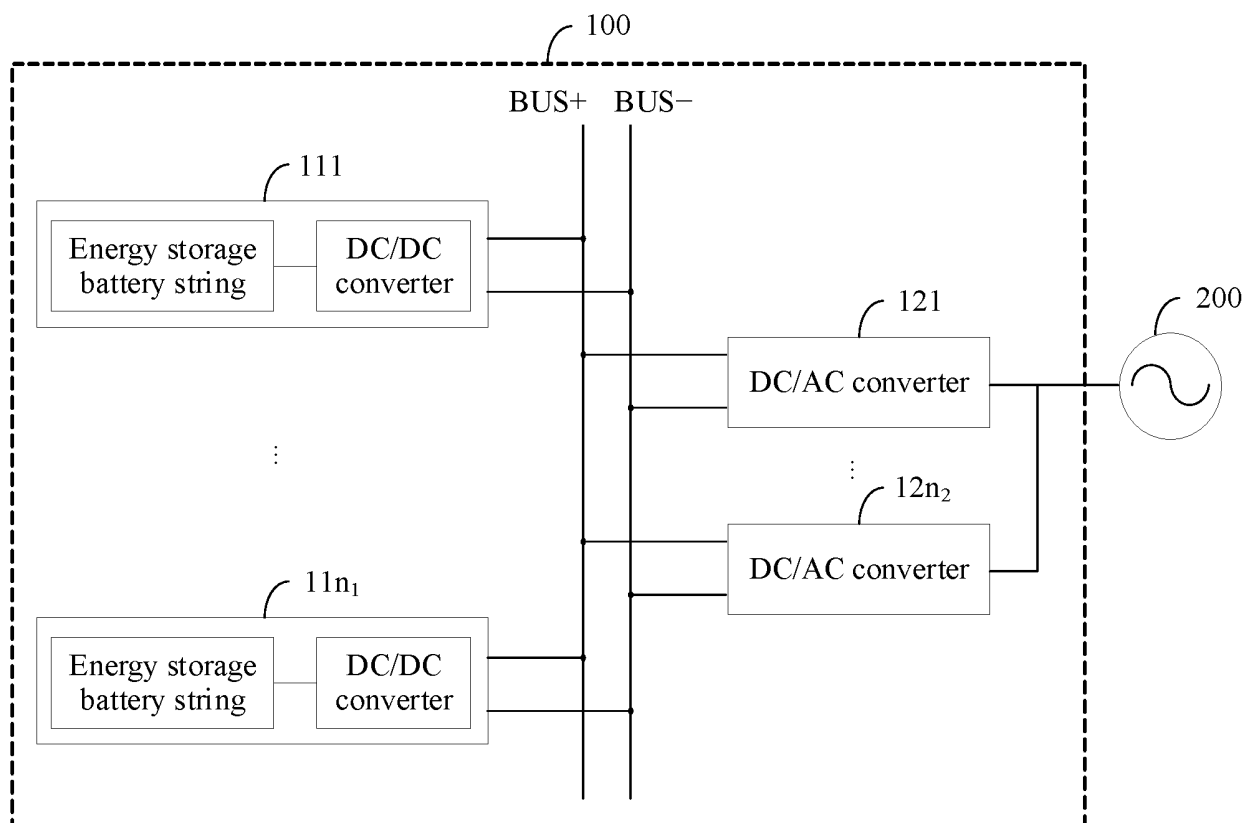 100
BUS+ BUS−
111
Energy storage
battery string
DC/DC
converter
121
DC/AC converter
200
⋮
⋮
12n₂
DC/AC converter
11n₁
Energy storage
battery string
DC/DC
converter